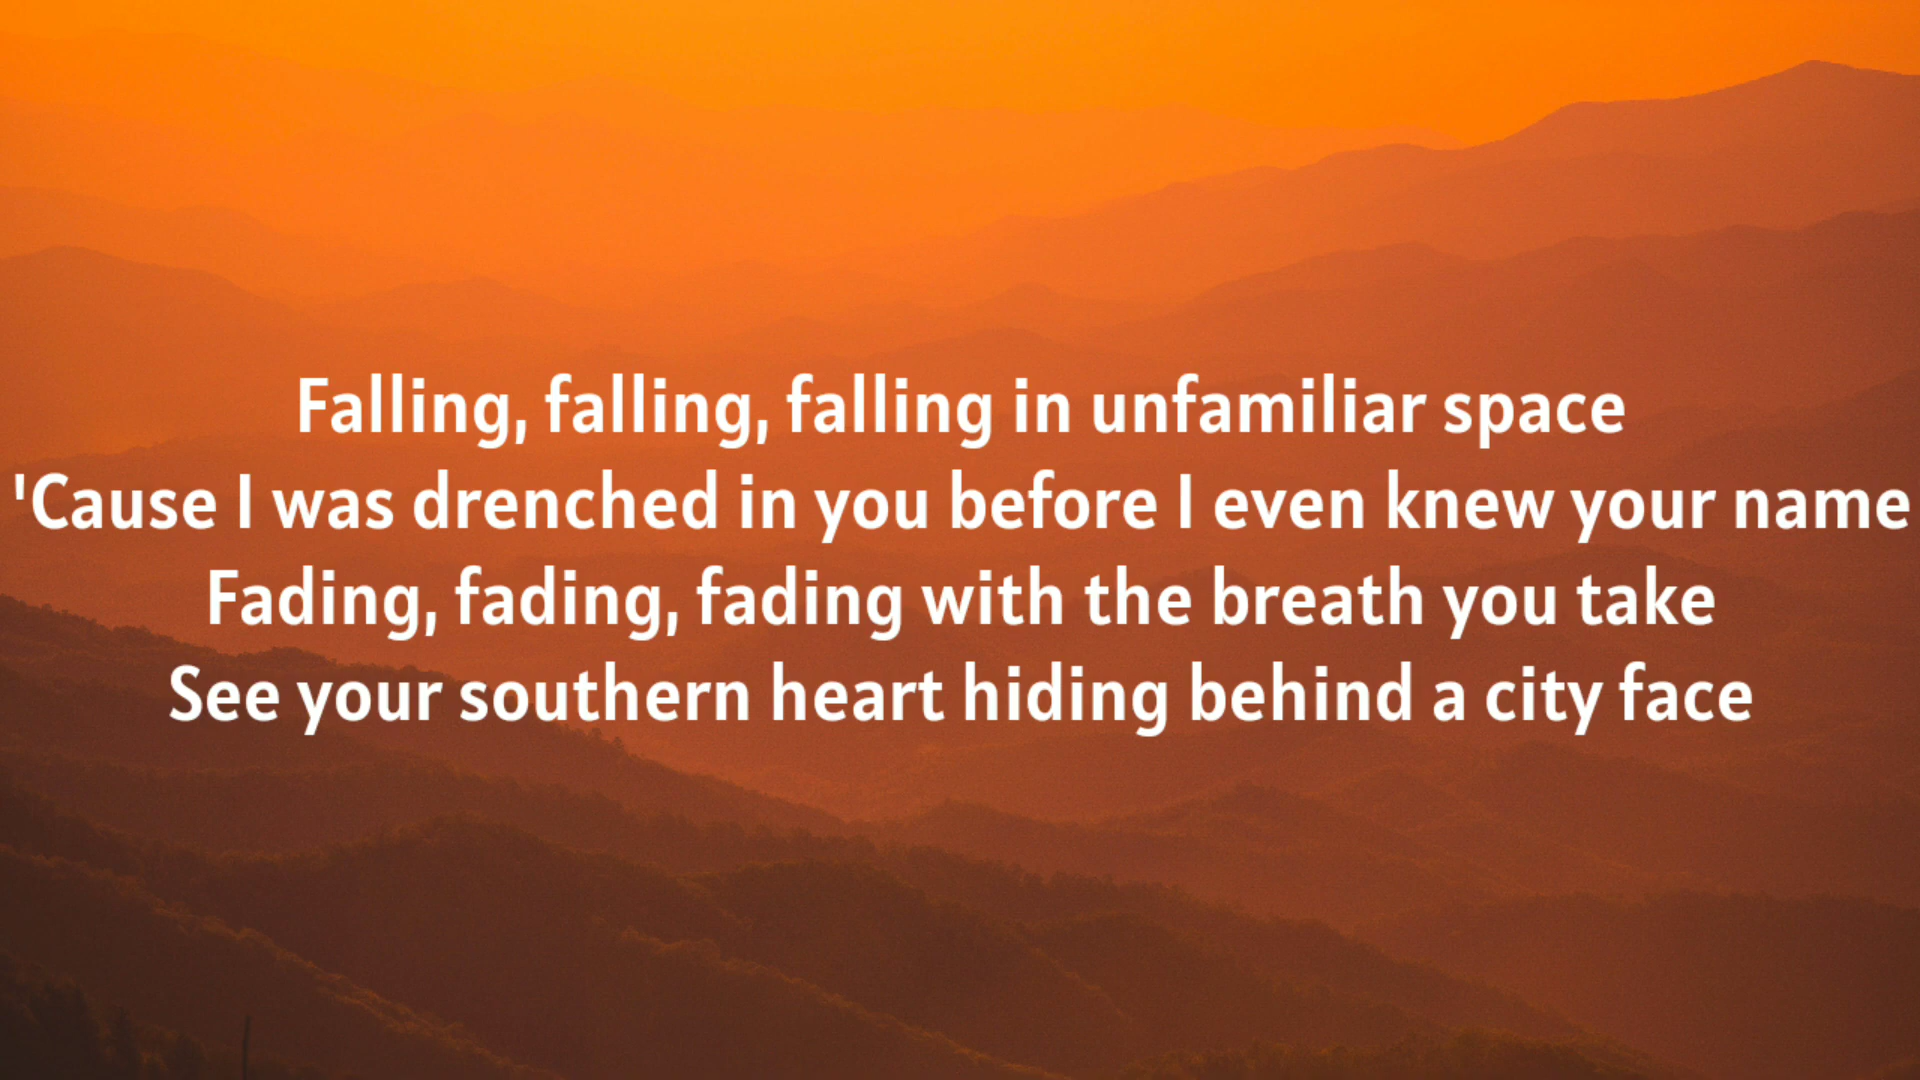 Falling, falling, falling in unfamiliar space
'Cause I was drenched in you before I even knew your name
Fading, fading, fading with the breath you take
See your southern heart hiding behind a city face